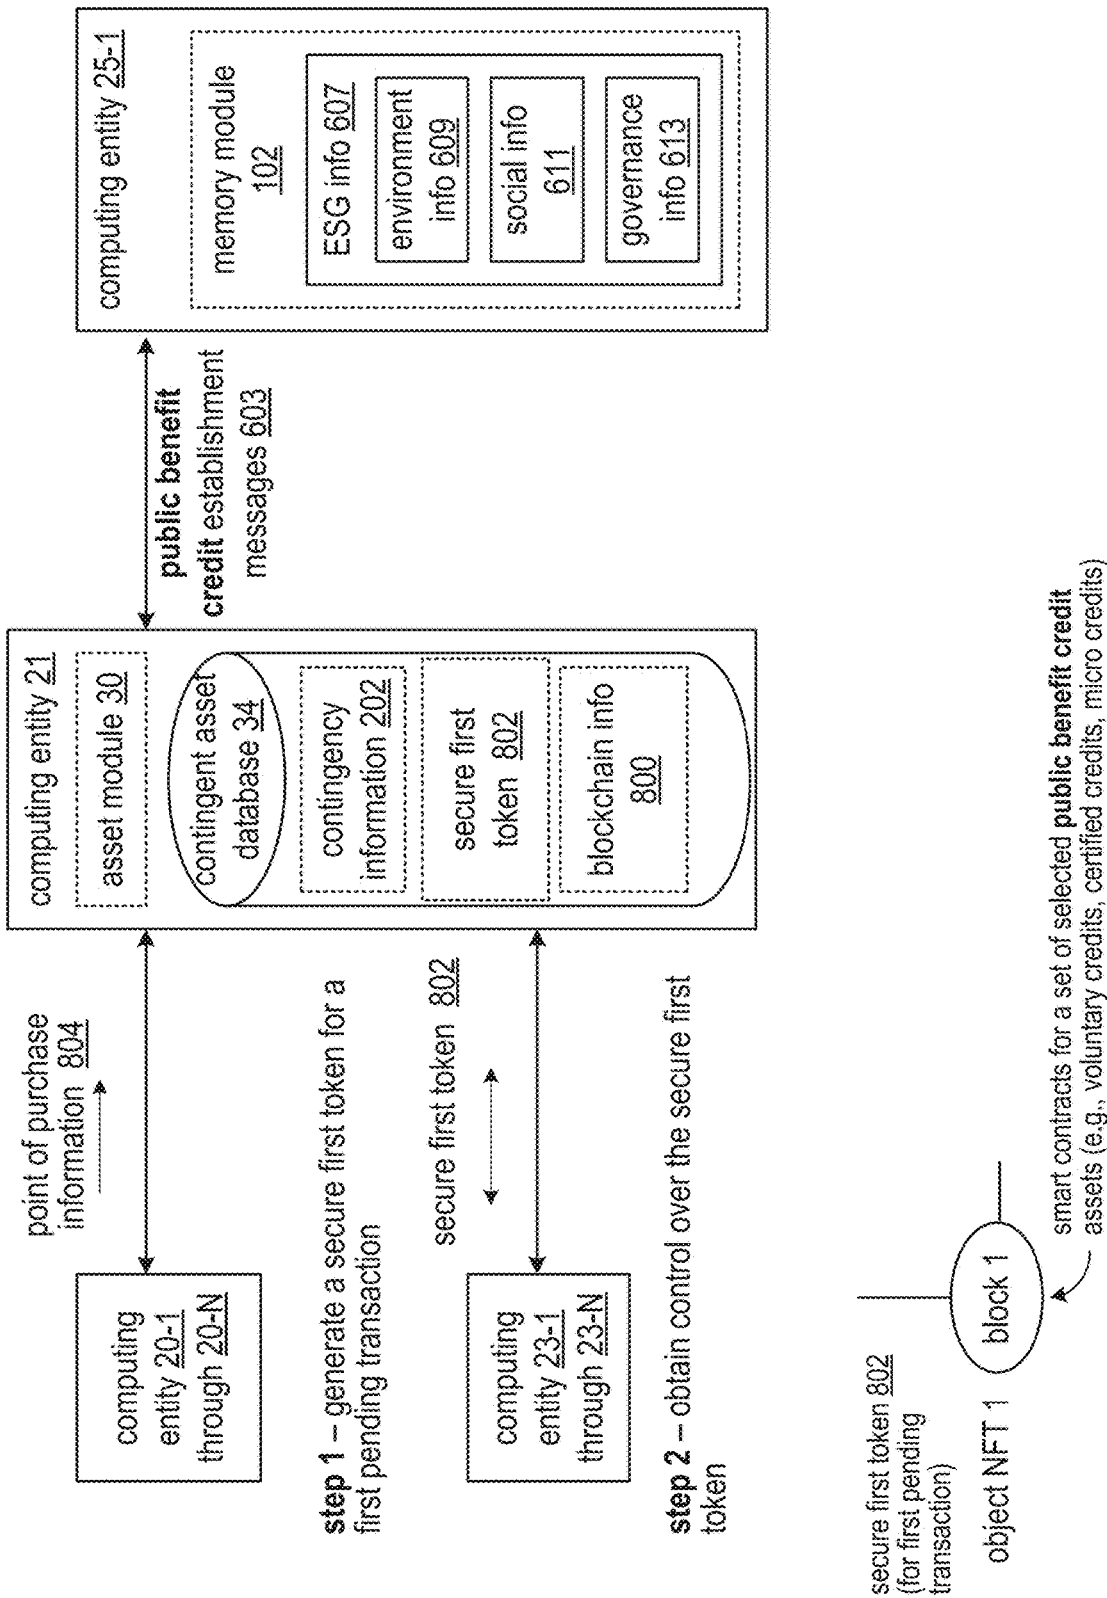 computing
entity 20-1
through 20-N
point of purchase
information 804
step 1 – generate a secure first token for a
first pending transaction
computing
entity 23-1
through 23-N
secure first token 802
step 2 – obtain control over the secure first
token
computing entity 21
asset module 30
contingent asset
database 34
contingency
information 202
secure first
token 802
blockchain info
800
public benefit
credit establishment
messages 603
computing entity 25-1
memory module
102
ESG info 607
environment
info 609
social info
611
governance
info 613
secure first token 802
(for first pending
transaction)
object NFT 1
block 1
smart contracts for a set of selected public benefit credit
assets (e.g., voluntary credits, certified credits, micro credits)